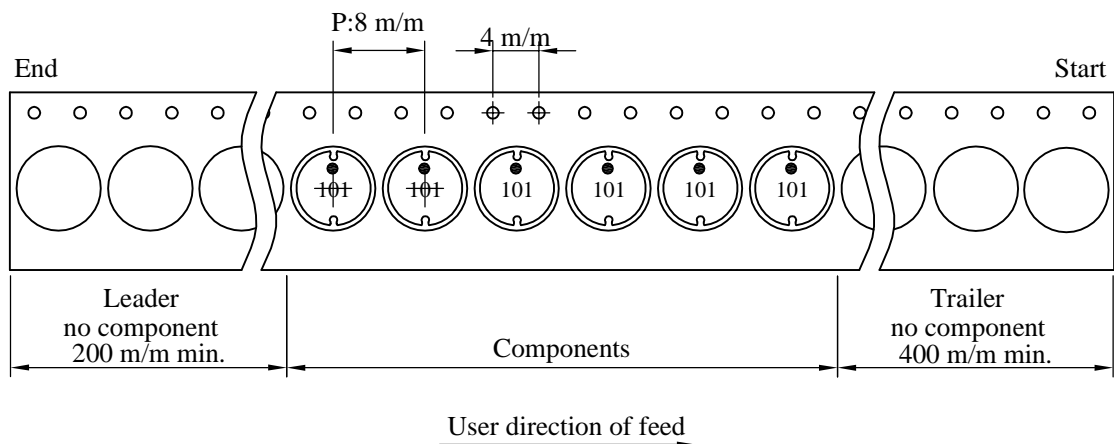 P:8 m/m
4 m/m
End
Start
101 101 101 101 101 101
Leader
no component
200 m/m min.
Components
Trailer
no component
400 m/m min.
User direction of feed